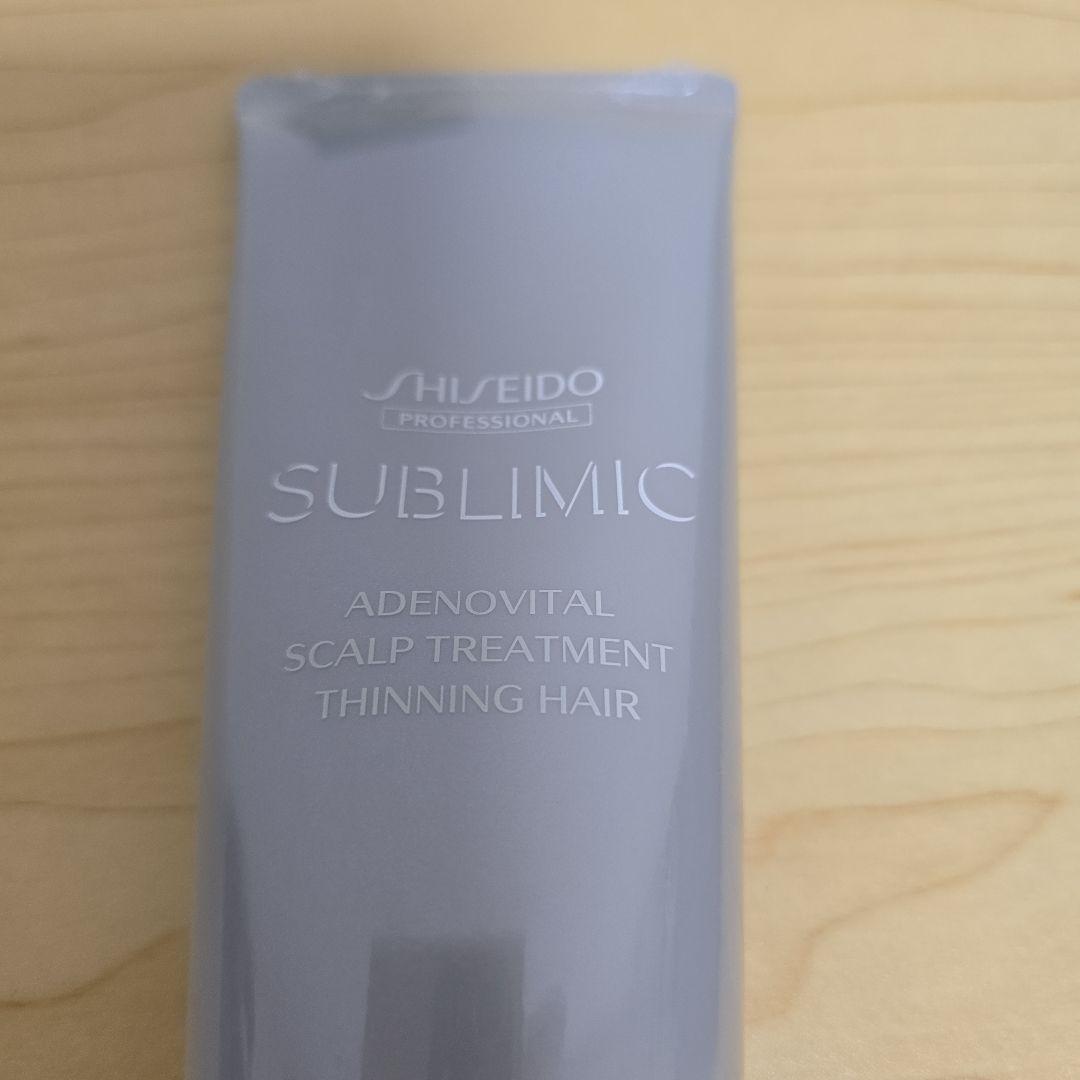 SHISEIDO
PROFESSIONAL
SUBLIMIC
ADENOVITAL
SCALP TREATMENT
THINNING HAIR